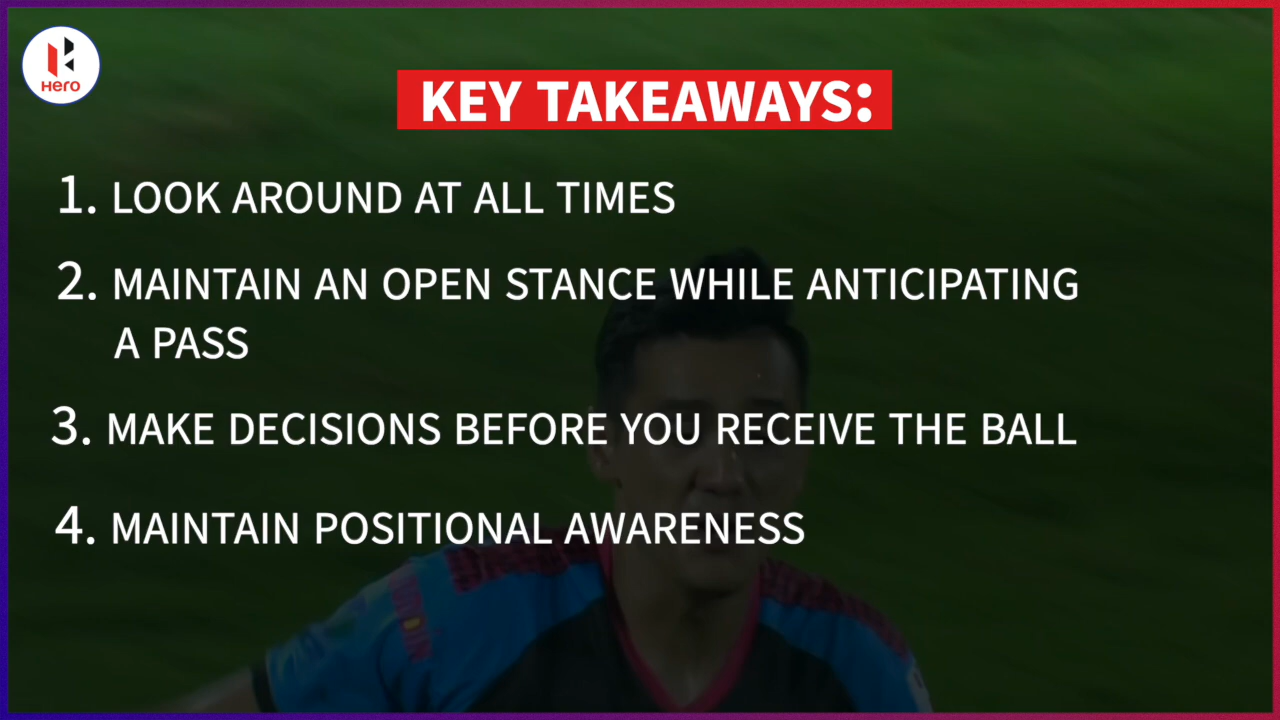 Hero
KEY TAKEAWAYS:
1. LOOK AROUND AT ALL TIMES
2. MAINTAIN AN OPEN STANCE WHILE ANTICIPATING
A PASS
3. MAKE DECISIONS BEFORE YOU RECEIVE THE BALL
4. MAINTAIN POSITIONAL AWARENESS